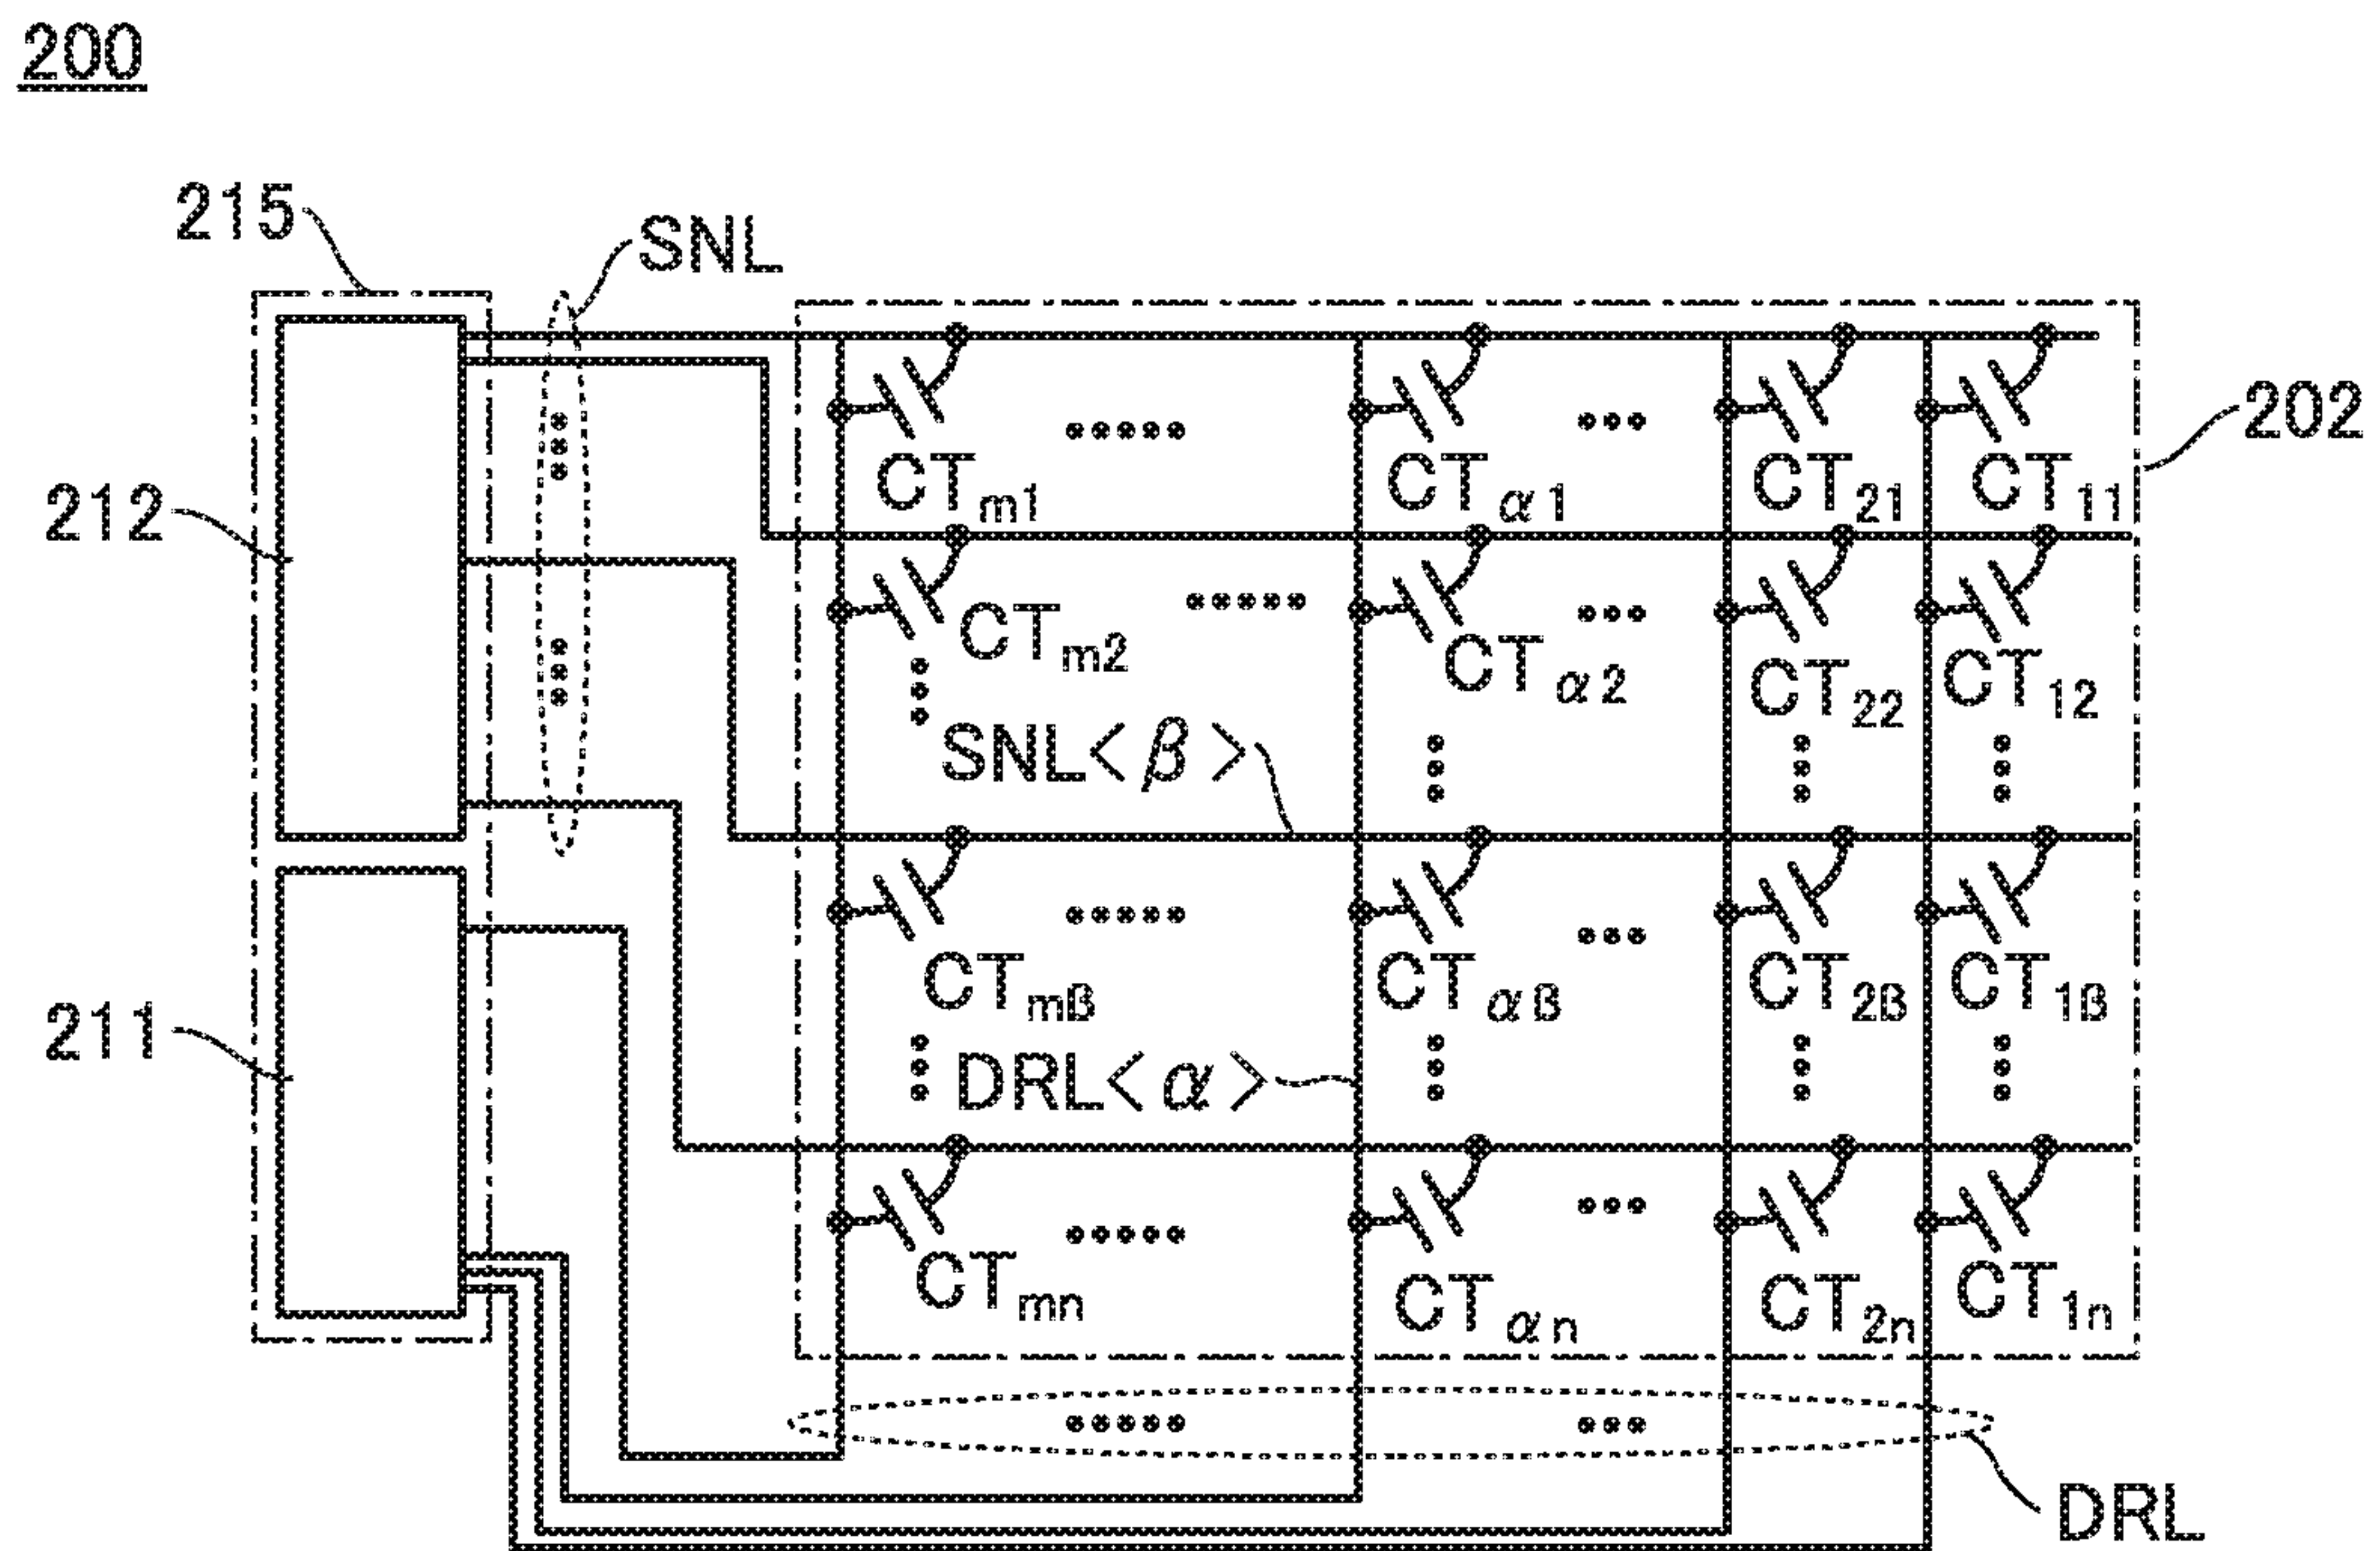 200
215
SNL
202
212
CTm1 CTα1 CT21 CT11
CTm2 CTα2 CT22 CT12
SNL<β>
CTmβ CTαβ CT2β CT1β
211
DRL<α>
CTmn CTαn CT2n CT1n
DRL